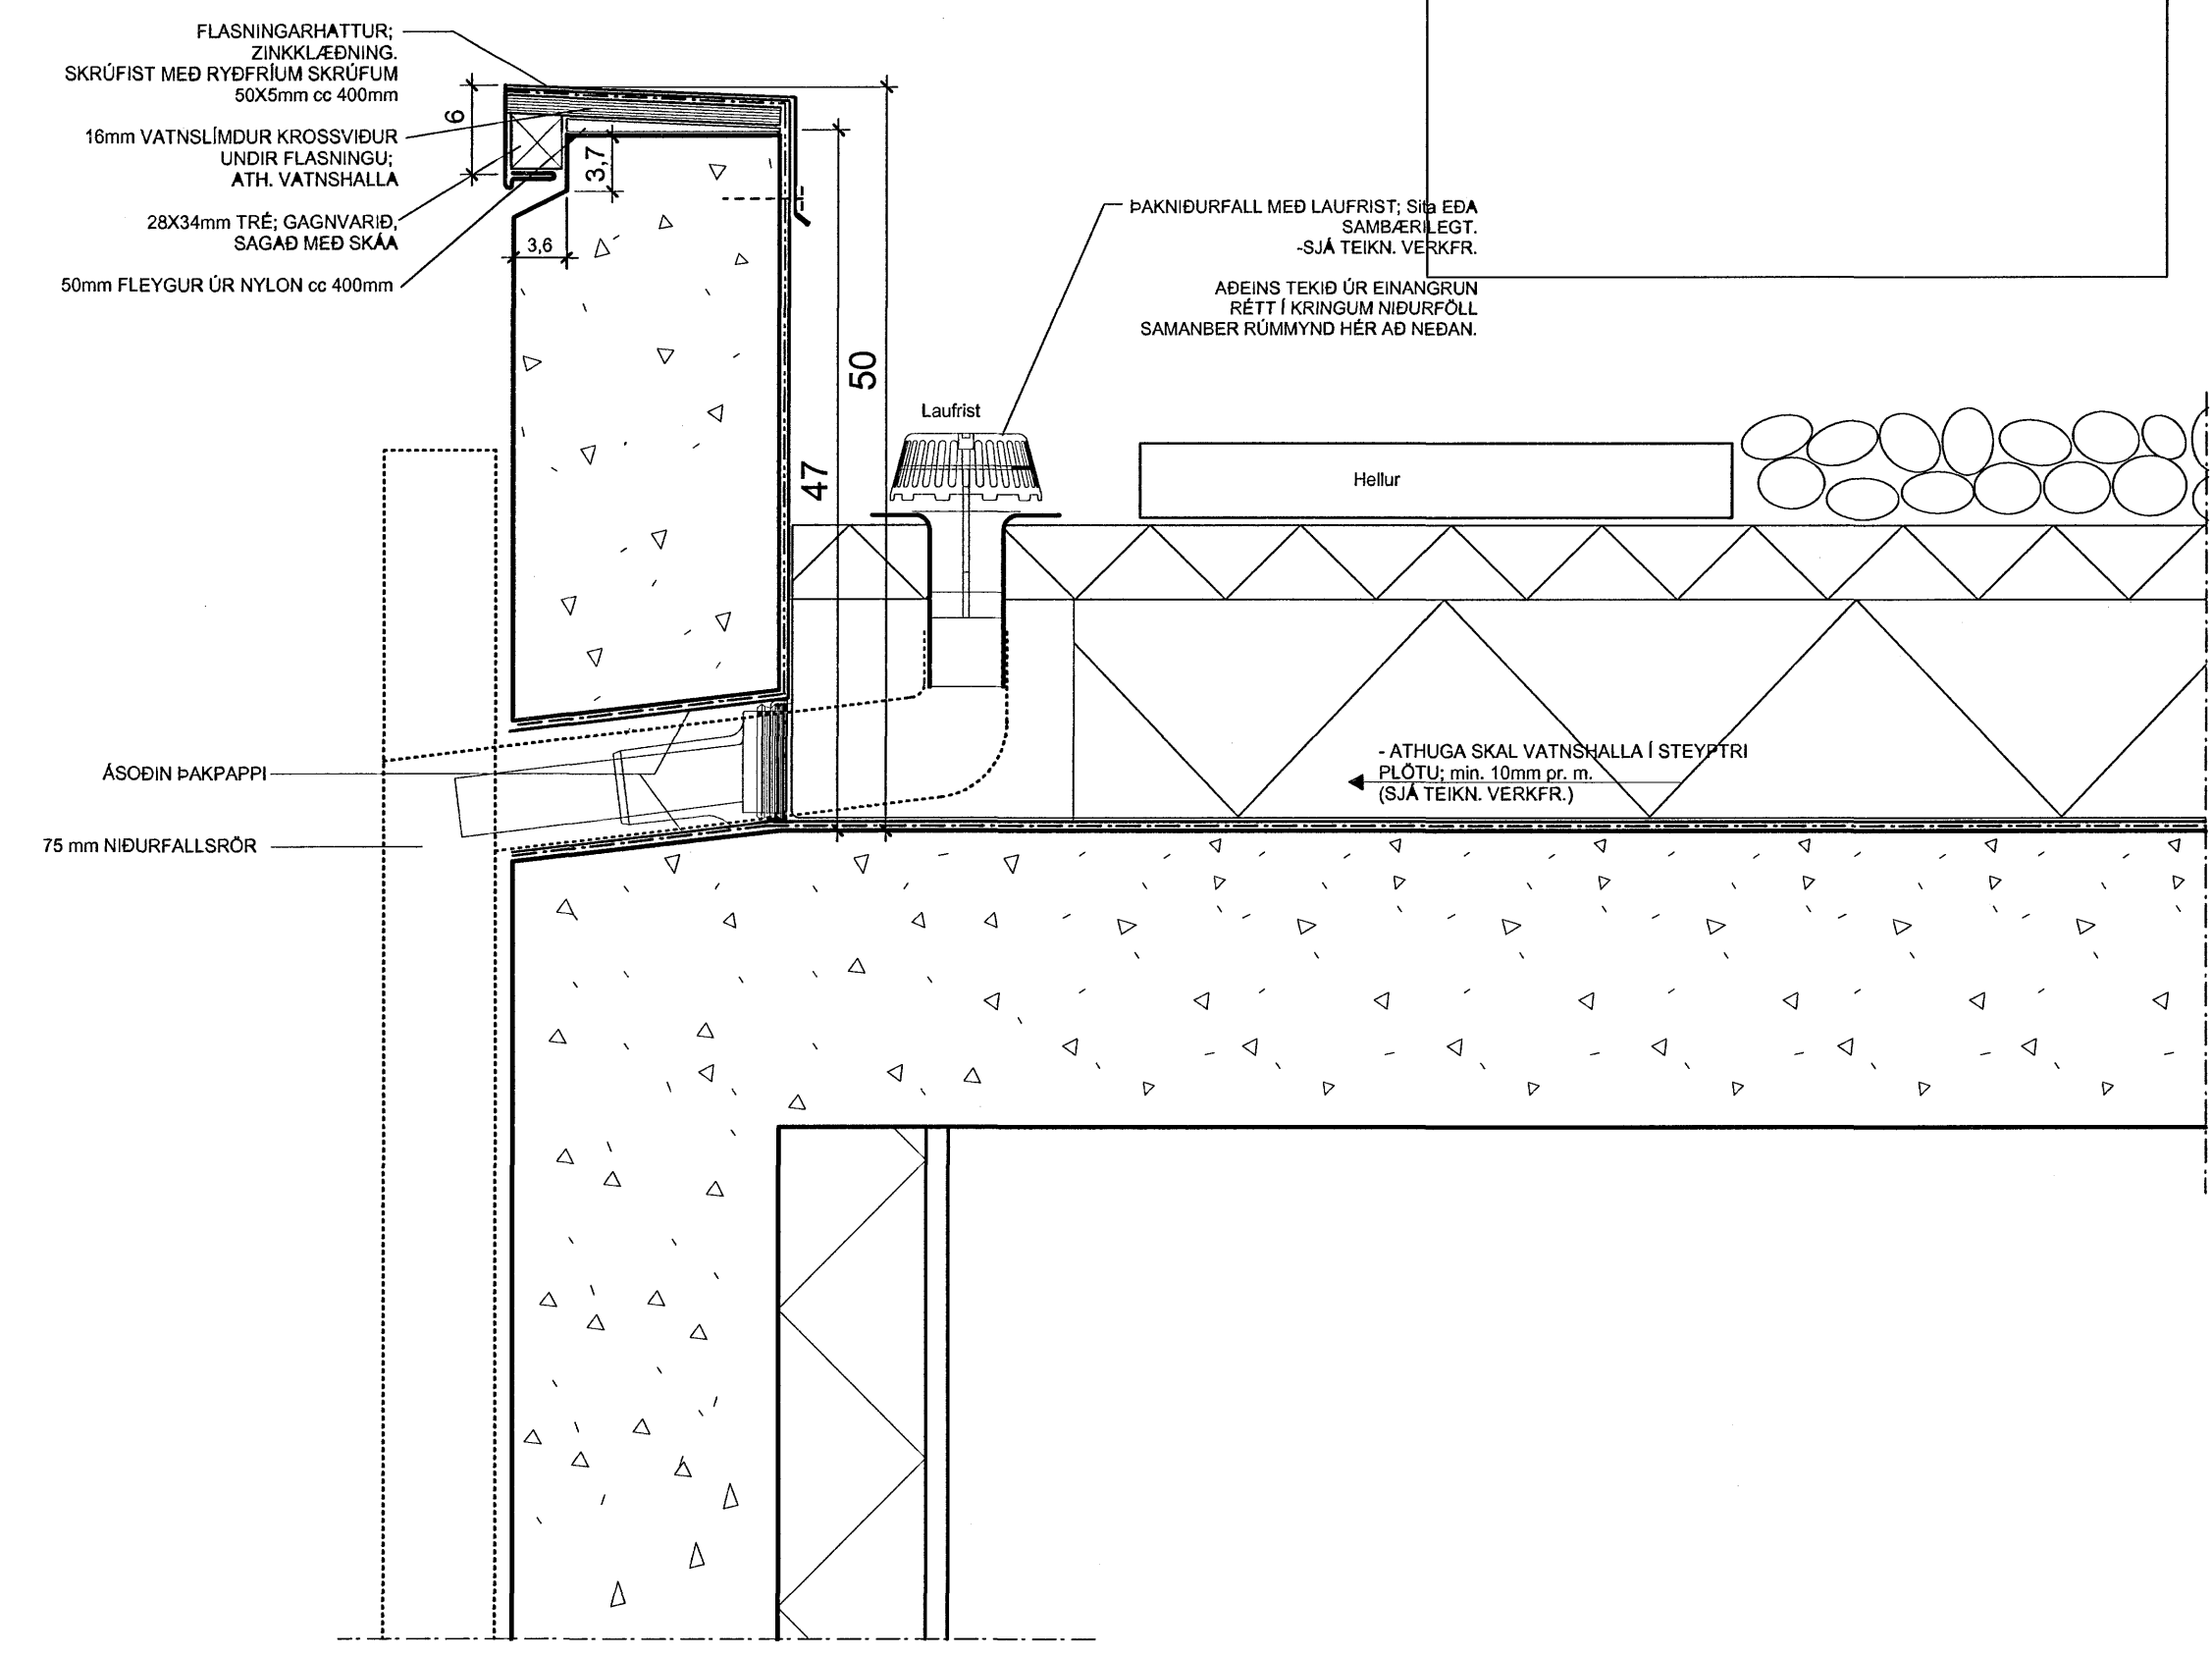 FLASNINGARHATTUR;
ZINKKLÆÐNING.
SKRÚFIST MEÐ RYÐFRÍUM SKRÚFUM
50X5mm cc 400mm
16mm VATNSLÍMDUR KROSSVIÐUR
UNDIR FLASNINGU;
ATH. VATNSHALLA
28X34mm TRÉ; GAGNVARIÐ,
SAGAÐ MEÐ SKÁA
50mm FLEYGUR ÚR NYLON cc 400mm
6
3,7
3,6
50
47
ÞAKNIÐURFALL MEÐ LAUFRIST; Sita EÐA
SAMBÆRILEGT.
-SJÁ TEIKN. VERKFR.
AÐEINS TEKIÐ ÚR EINANGRUN
RÉTT Í KRINGUM NIÐURFÖLL
SAMANBER RÚMMYND HÉR AÐ NEÐAN.
Laufrist
Hellur
- ATHUGA SKAL VATNSHALLA Í STEYPTRI
PLÖTU; min. 10mm pr. m.
(SJÁ TEIKN. VERKFR.)
ÁSOÐIN ÞAKPAPPI
75 mm NIÐURFALLSRÖR